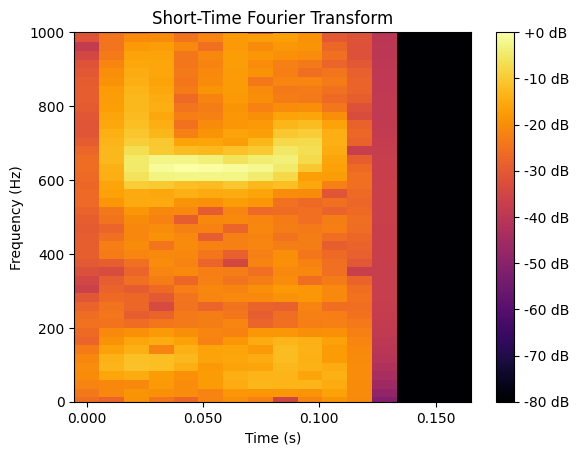 Short-Time Fourier Transform
Frequency (Hz)
1000
800
600
400
200
0
0.000
0.050
0.100
0.150
Time (s)
+0 dB
-10 dB
-20 dB
-30 dB
-40 dB
-50 dB
-60 dB
-70 dB
-80 dB